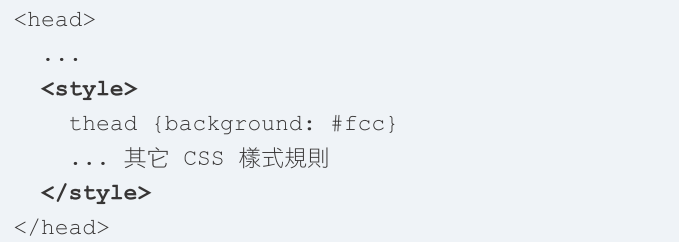 <head>
...
<style>
thead {background: #fcc}
... 其它 CSS 樣式規則
</style>
</head>